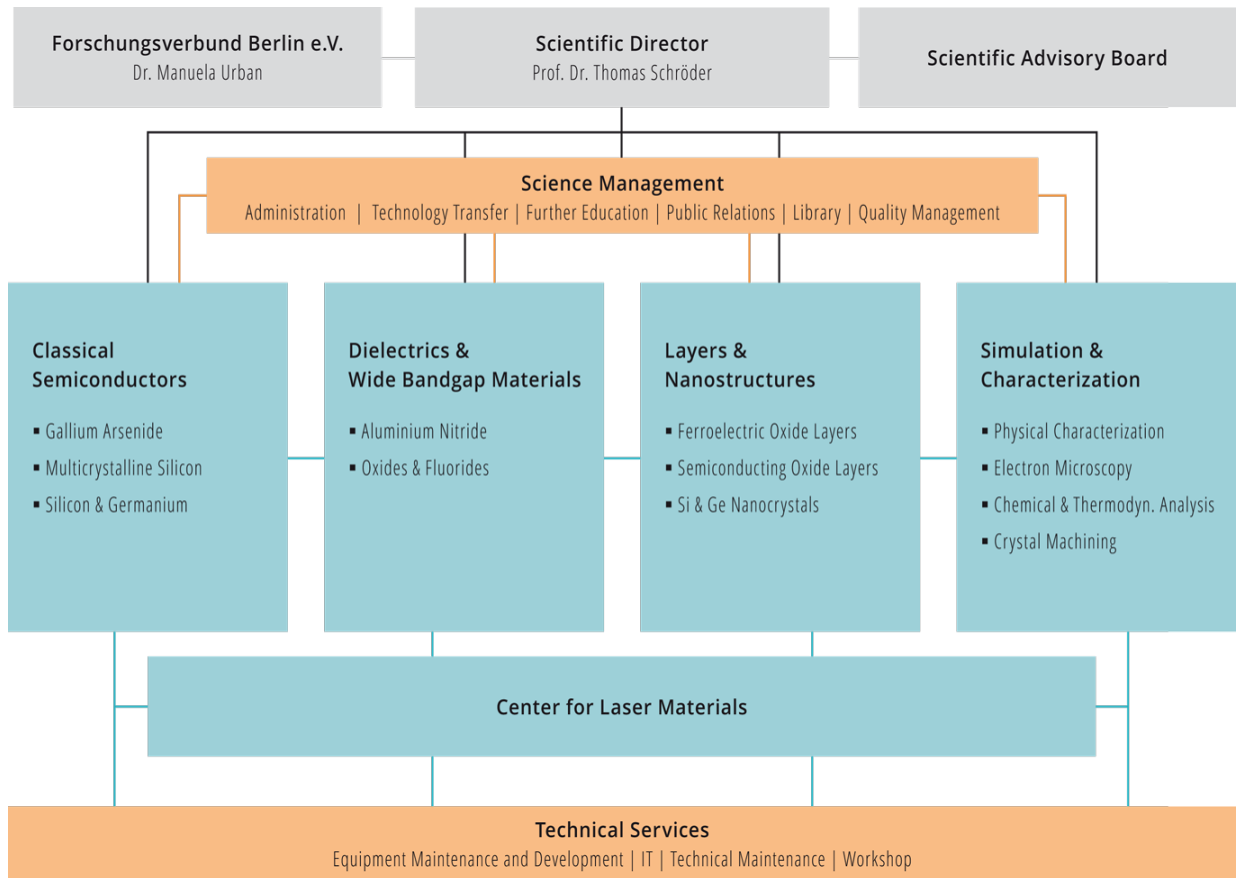 Forschungsverbund Berlin e.V.
Dr. Manuela Urban
Scientific Director
Prof. Dr. Thomas Schröder
Scientific Advisory Board
Science Management
Administration | Technology Transfer | Further Education | Public Relations | Library | Quality Management
Classical
Semiconductors
▪ Gallium Arsenide
▪ Multicrystalline Silicon
▪ Silicon & Germanium
Dielectrics &
Wide Bandgap Materials
▪ Aluminium Nitride
▪ Oxides & Fluorides
Layers &
Nanostructures
▪ Ferroelectric Oxide Layers
▪ Semiconducting Oxide Layers
▪ Si & Ge Nanocrystals
Simulation &
Characterization
▪ Physical Characterization
▪ Electron Microscopy
▪ Chemical & Thermodyn. Analysis
▪ Crystal Machining
Center for Laser Materials
Technical Services
Equipment Maintenance and Development | IT | Technical Maintenance | Workshop